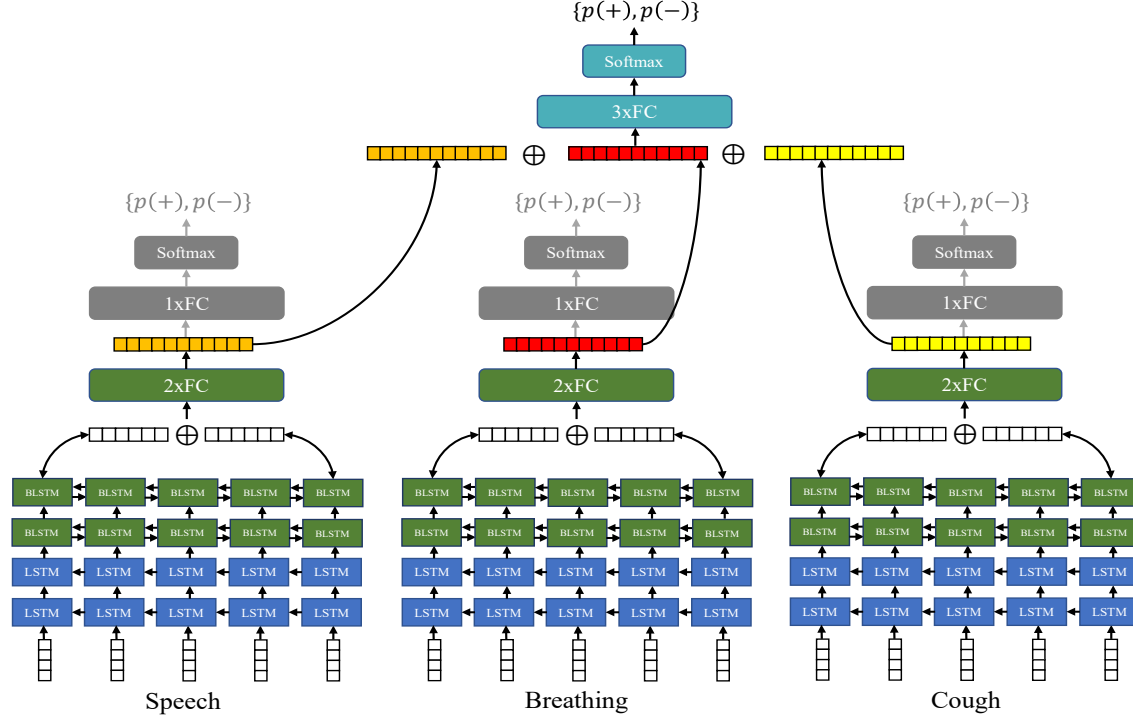 {p(+), p(−)}
Softmax
3xFC
{p(+), p(−)} {p(+), p(−)} {p(+), p(−)}
Softmax Softmax Softmax
1xFC 1xFC 1xFC
2xFC 2xFC 2xFC
BLSTM BLSTM BLSTM BLSTM BLSTM BLSTM BLSTM BLSTM BLSTM BLSTM BLSTM BLSTM BLSTM BLSTM BLSTM
BLSTM BLSTM BLSTM BLSTM BLSTM BLSTM BLSTM BLSTM BLSTM BLSTM BLSTM BLSTM BLSTM BLSTM BLSTM
LSTM LSTM LSTM LSTM LSTM LSTM LSTM LSTM LSTM LSTM LSTM LSTM LSTM LSTM LSTM
LSTM LSTM LSTM LSTM LSTM LSTM LSTM LSTM LSTM LSTM LSTM LSTM LSTM LSTM LSTM
Speech Breathing Cough